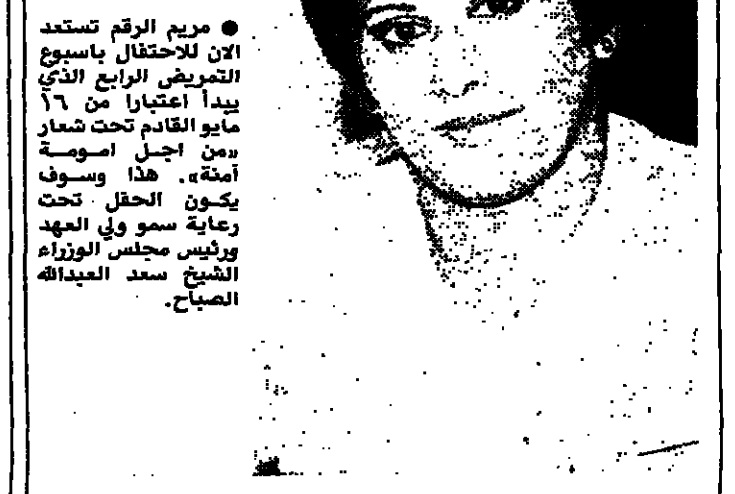 ● مريم الرقم تستعد
الان للاحتفال باسبوع
التمريض الرابع الذي
يبدأ اعتبارا من ١٦
مايو القادم تحت شعار
«من اجل امومة
آمنة». هذا وسوف
يكون الحفل تحت
رعاية سمو ولي العهد
ورئيس مجلس الوزراء
الشيخ سعد العبدالله
الصباح.